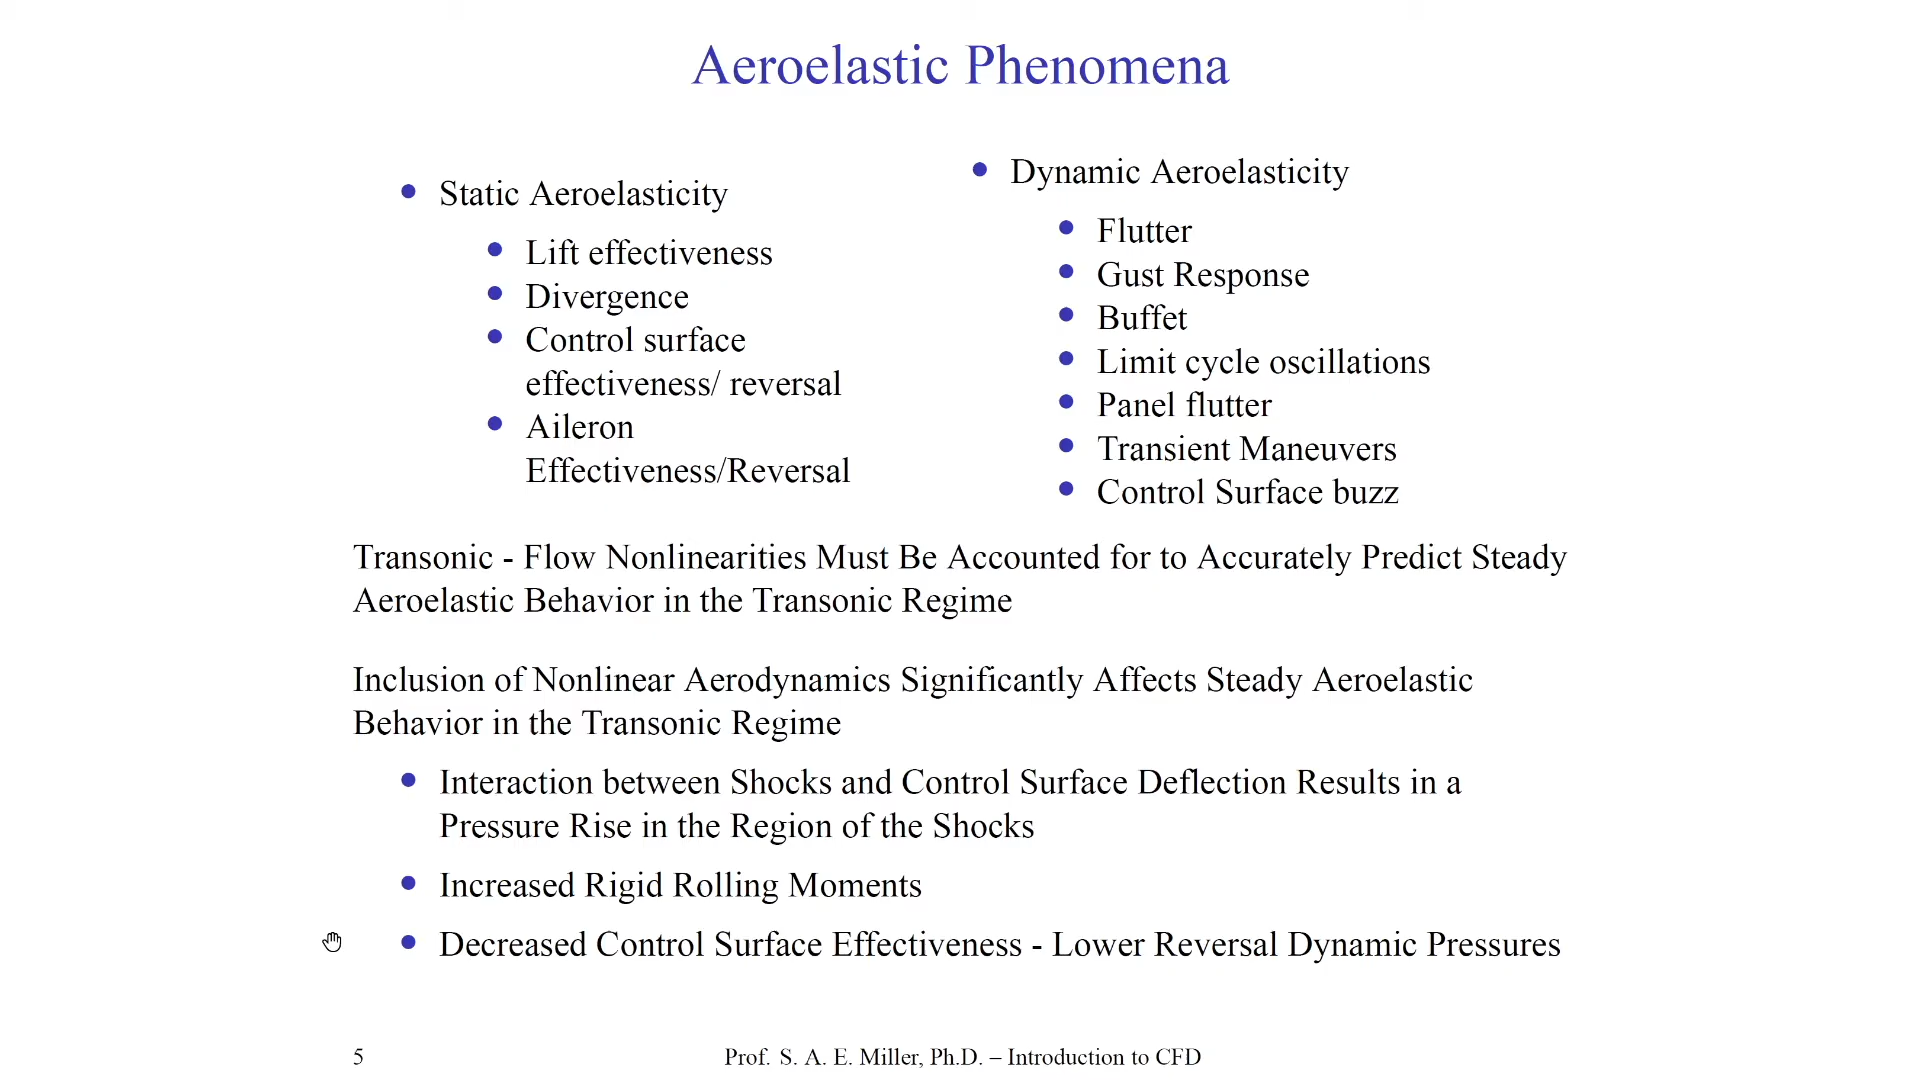 Aeroelastic Phenomena
Static Aeroelasticity
Lift effectiveness
Divergence
Control surface
effectiveness/ reversal
Aileron
Effectiveness/Reversal
Dynamic Aeroelasticity
Flutter
Gust Response
Buffet
Limit cycle oscillations
Panel flutter
Transient Maneuvers
Control Surface buzz
Transonic - Flow Nonlinearities Must Be Accounted for to Accurately Predict Steady
Aeroelastic Behavior in the Transonic Regime
Inclusion of Nonlinear Aerodynamics Significantly Affects Steady Aeroelastic
Behavior in the Transonic Regime
Interaction between Shocks and Control Surface Deflection Results in a
Pressure Rise in the Region of the Shocks
Increased Rigid Rolling Moments
Decreased Control Surface Effectiveness - Lower Reversal Dynamic Pressures
5
Prof. S. A. E. Miller, Ph.D. – Introduction to CFD